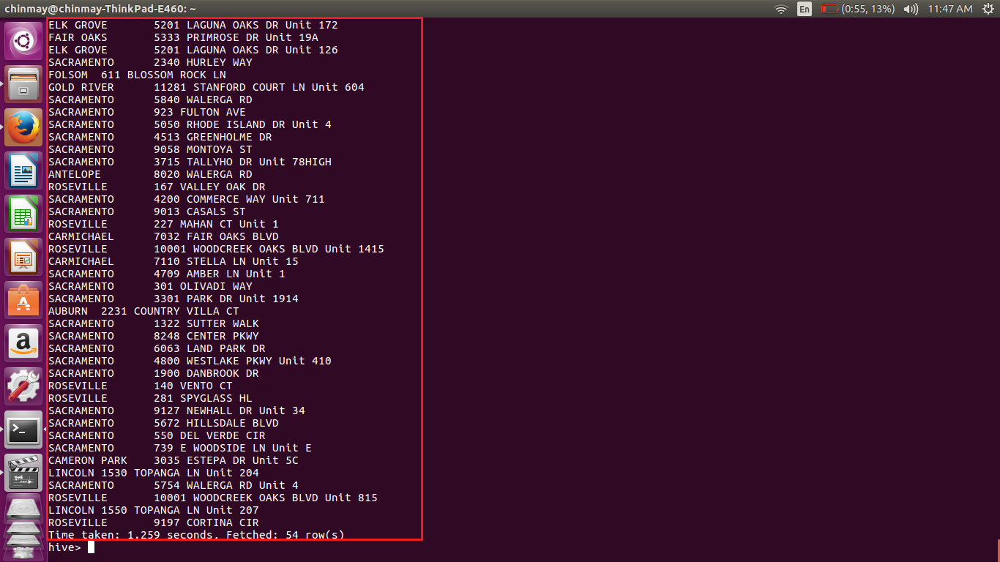 chinmay@chinmay-ThinkPad-E460: ~
En (0:55, 13%) 11:47 AM
ELK GROVE 5201 LAGUNA OAKS DR Unit 172
FAIR OAKS 5333 PRIMROSE DR Unit 19A
ELK GROVE 5201 LAGUNA OAKS DR Unit 126
SACRAMENTO 2340 HURLEY WAY
FOLSOM 611 BLOSSOM ROCK LN
GOLD RIVER 11281 STANFORD COURT LN Unit 604
SACRAMENTO 5840 WALERGA RD
SACRAMENTO 923 FULTON AVE
SACRAMENTO 5050 RHODE ISLAND DR Unit 4
SACRAMENTO 4513 GREENHOLME DR
SACRAMENTO 9058 MONTOYA ST
SACRAMENTO 3715 TALLYHO DR Unit 78HIGH
ANTELOPE 8020 WALERGA RD
ROSEVILLE 167 VALLEY OAK DR
SACRAMENTO 4200 COMMERCE WAY Unit 711
SACRAMENTO 9013 CASALS ST
ROSEVILLE 227 MAHAN CT Unit 1
CARMICHAEL 7032 FAIR OAKS BLVD
ROSEVILLE 10001 WOODCREEK OAKS BLVD Unit 1415
CARMICHAEL 7110 STELLA LN Unit 15
SACRAMENTO 4709 AMBER LN Unit 1
SACRAMENTO 301 OLIVADI WAY
SACRAMENTO 3301 PARK DR Unit 1914
AUBURN 2231 COUNTRY VILLA CT
SACRAMENTO 1322 SUTTER WALK
SACRAMENTO 8248 CENTER PKWY
SACRAMENTO 6063 LAND PARK DR
SACRAMENTO 4800 WESTLAKE PKWY Unit 410
SACRAMENTO 1900 DANBROOK DR
ROSEVILLE 140 VENTO CT
ROSEVILLE 281 SPYGLASS HL
SACRAMENTO 9127 NEWHALL DR Unit 34
SACRAMENTO 5672 HILLSDALE BLVD
SACRAMENTO 550 DEL VERDE CIR
SACRAMENTO 739 E WOODSIDE LN Unit E
CAMERON PARK 3035 ESTEPA DR Unit 5C
LINCOLN 1530 TOPANGA LN Unit 204
SACRAMENTO 5754 WALERGA RD Unit 4
ROSEVILLE 10001 WOODCREEK OAKS BLVD Unit 815
LINCOLN 1550 TOPANGA LN Unit 207
ROSEVILLE 9197 CORTINA CIR
Time taken: 1.259 seconds, Fetched: 54 row(s)
hive>